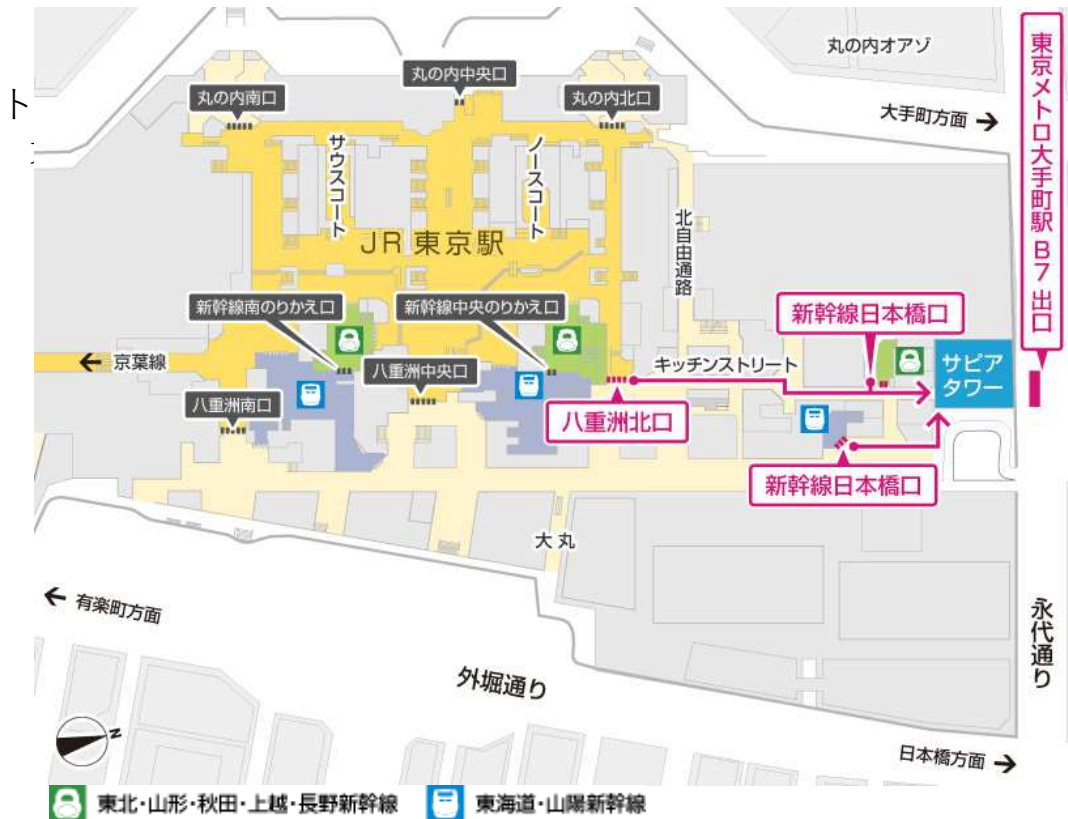 ト
丸の内オアゾ
大手町方面 →
東京メトロ大手町駅 B7 出口
丸の内中央口
丸の内南口
丸の内北口
サウスコート
ノースコート
北自由通路
JR 東京駅
新幹線南のりかえ口
新幹線中央のりかえ口
新幹線日本橋口
← 京葉線
八重洲中央口
キッチンストリート
サピア
タワー
八重洲南口
八重洲北口
新幹線日本橋口
大丸
← 有楽町方面
外堀通り
永代通り
日本橋方面 →
N
東北・山形・秋田・上越・長野新幹線
東海道・山陽新幹線